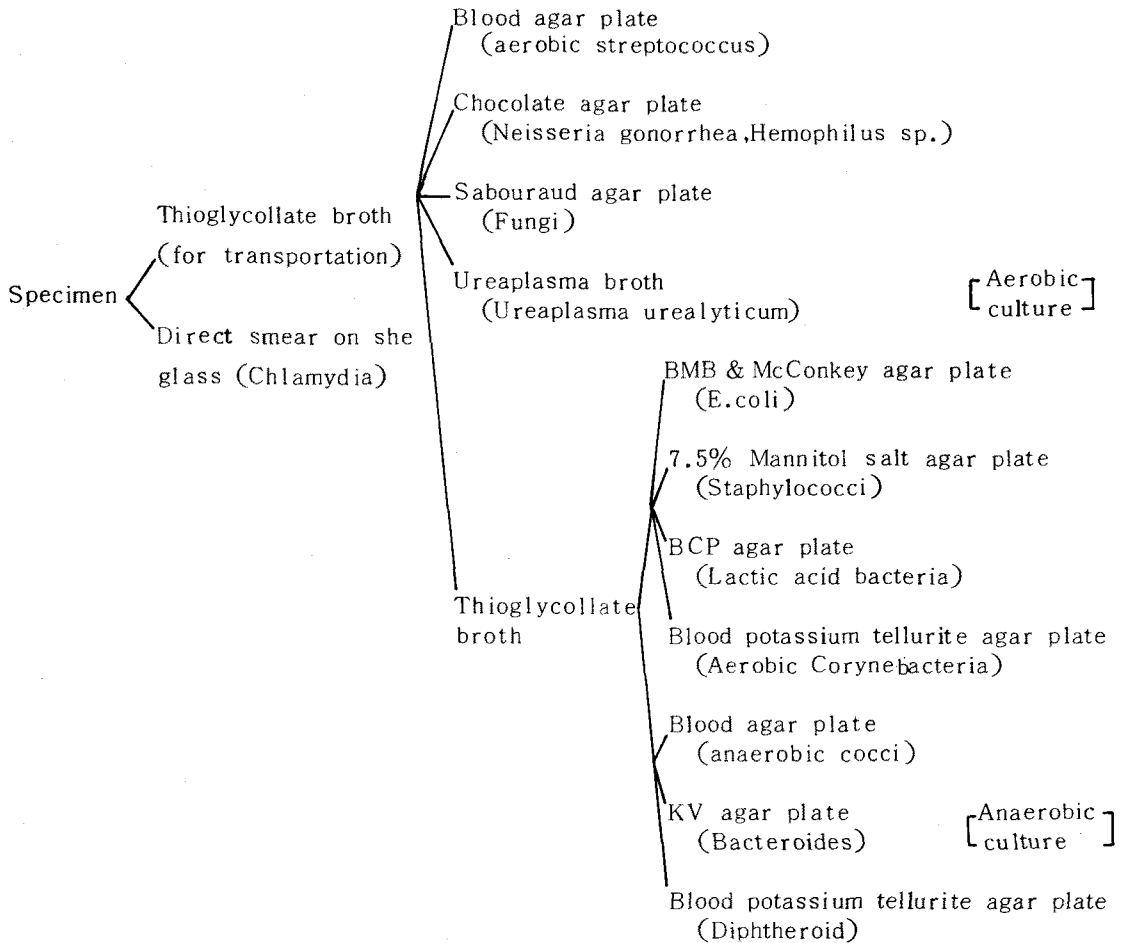 Blood agar plate
(aerobic streptococcus)
Chocolate agar plate
(Neisseria gonorrhea,Hemophilus sp.)
Sabouraud agar plate
(Fungi)
Thioglycollate broth
(for transportation)
Ureaplasma broth
(Ureaplasma urealyticum)
[Aerobic
culture]
Specimen
Direct smear on she
glass (Chlamydia)
BMB & McConkey agar plate
(E.coli)
7.5% Mannitol salt agar plate
(Staphylococci)
BCP agar plate
(Lactic acid bacteria)
Thioglycollate
broth
Blood potassium tellurite agar plate
(Aerobic Corynebacteria)
Blood agar plate
(anaerobic cocci)
KV agar plate
(Bacteroides)
[Anaerobic
culture]
Blood potassium tellurite agar plate
(Diphtheroid)